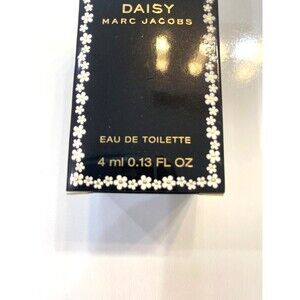 DAISY
MARC JACOBS
EAU DE TOILETTE
4 ml 0.13 FL OZ